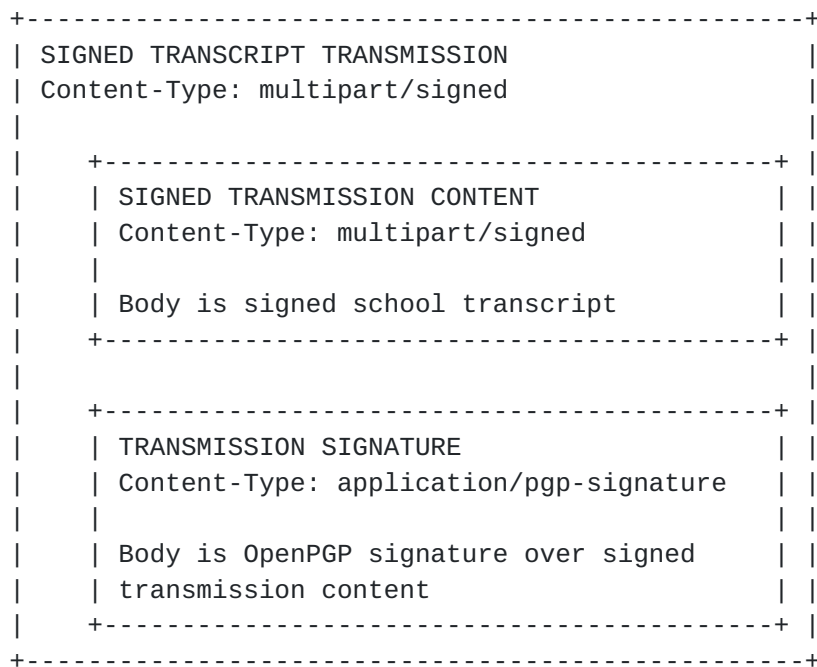 SIGNED TRANSCRIPT TRANSMISSION
Content-Type: multipart/signed
SIGNED TRANSMISSION CONTENT
Content-Type: multipart/signed
Body is signed school transcript
TRANSMISSION SIGNATURE
Content-Type: application/pgp-signature
Body is OpenPGP signature over signed
transmission content